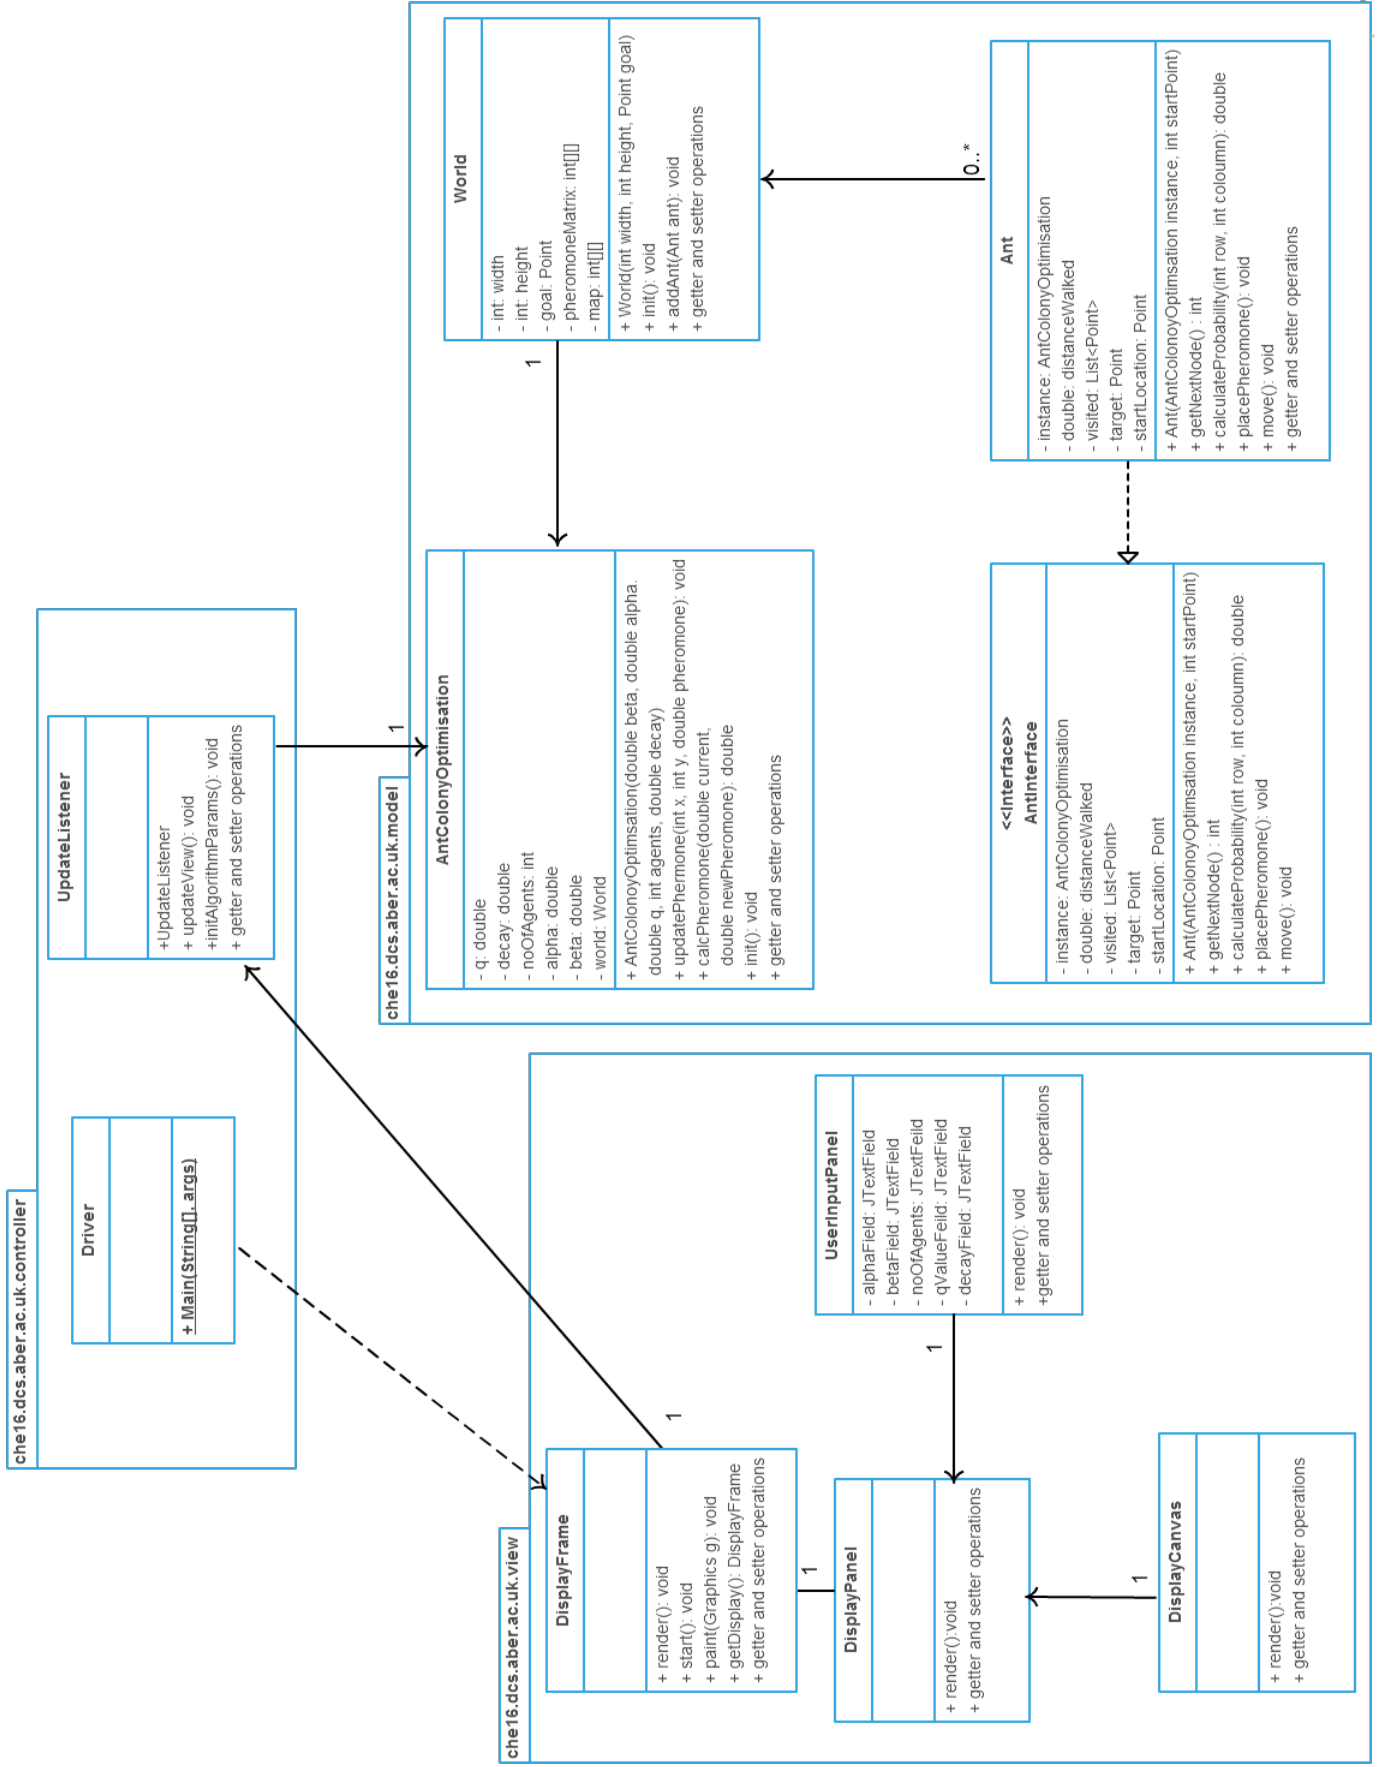 che16.dcs.aber.ac.uk.controller
Driver
+ Main(String[], args)
UpdateListener
+UpdateListener
+ updateView(): void
+initAlgorithmParams(): void
+ getter and setter operations
1
che16.dcs.aber.ac.uk.view
DisplayFrame
+ render(): void
+ start(): void
+ paint(Graphics g): void
+ getDisplay(): DisplayFrame
+ getter and setter operations
1
1
DisplayPanel
+ render():void
+ getter and setter operations
1
UserInputPanel
- alphaField: JTextField
- betaField: JTextField
- noOfAgents: JTextFeild
- qValueFeild: JTextField
- decayField: JTextField
+ render(): void
+getter and setter operations
1
DisplayCanvas
+ render():void
+ getter and setter operations
che16.dcs.aber.ac.uk.model
AntColonyOptimisation
- q: double
- decay: double
- noOfAgents: int
- alpha: double
- beta: double
- world: World
+ AntColonyOptimsation(double beta, double alpha.
double q, int agents, double decay)
+ updatePhermone(int x, int y, double pheromone): void
+ calcPheromone(double current,
double newPheromone): double
+ init(): void
+ getter and setter operations
1
World
- int: width
- int: height
- goal: Point
- pheromoneMatrix: int[][]
- map: int[][]
+ World(int width, int height, Point goal)
+ init(): void
+ addAnt(Ant ant): void
+ getter and setter operations
0..*
<<Interface>>
AntInterface
- instance: AntColonyOptimisation
- double: distanceWalked
- visited: List<Point>
- target: Point
- startLocation: Point
+ Ant(AntColonoyOptimsation instance, int startPoint)
+ getNextNode() : int
+ calculateProbability(int row, int coloumn): double
+ placePheromone(): void
+ move(): void
Ant
- instance: AntColonyOptimisation
- double: distanceWalked
- visited: List<Point>
- target: Point
- startLocation: Point
+ Ant(AntColonoyOptimsation instance, int startPoint)
+ getNextNode() : int
+ calculateProbability(int row, int coloumn): double
+ placePheromone(): void
+ move(): void
+ getter and setter operations